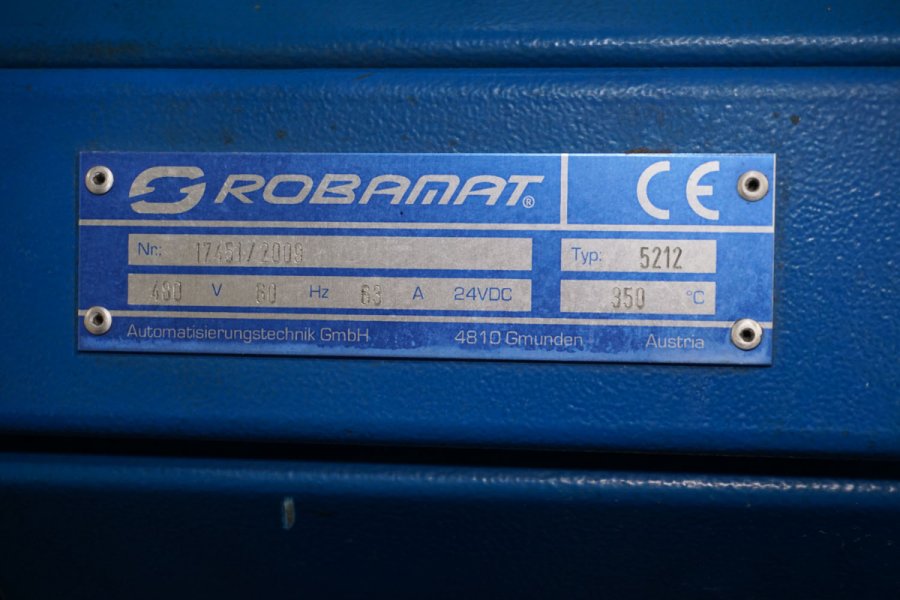 ROBAMAT® CE
Nr.: 17451/2009 Typ: 5212
480 V 60 Hz 63 A 24VDC 350 °C
Automatisierungstechnik GmbH 4810 Gmunden Austria